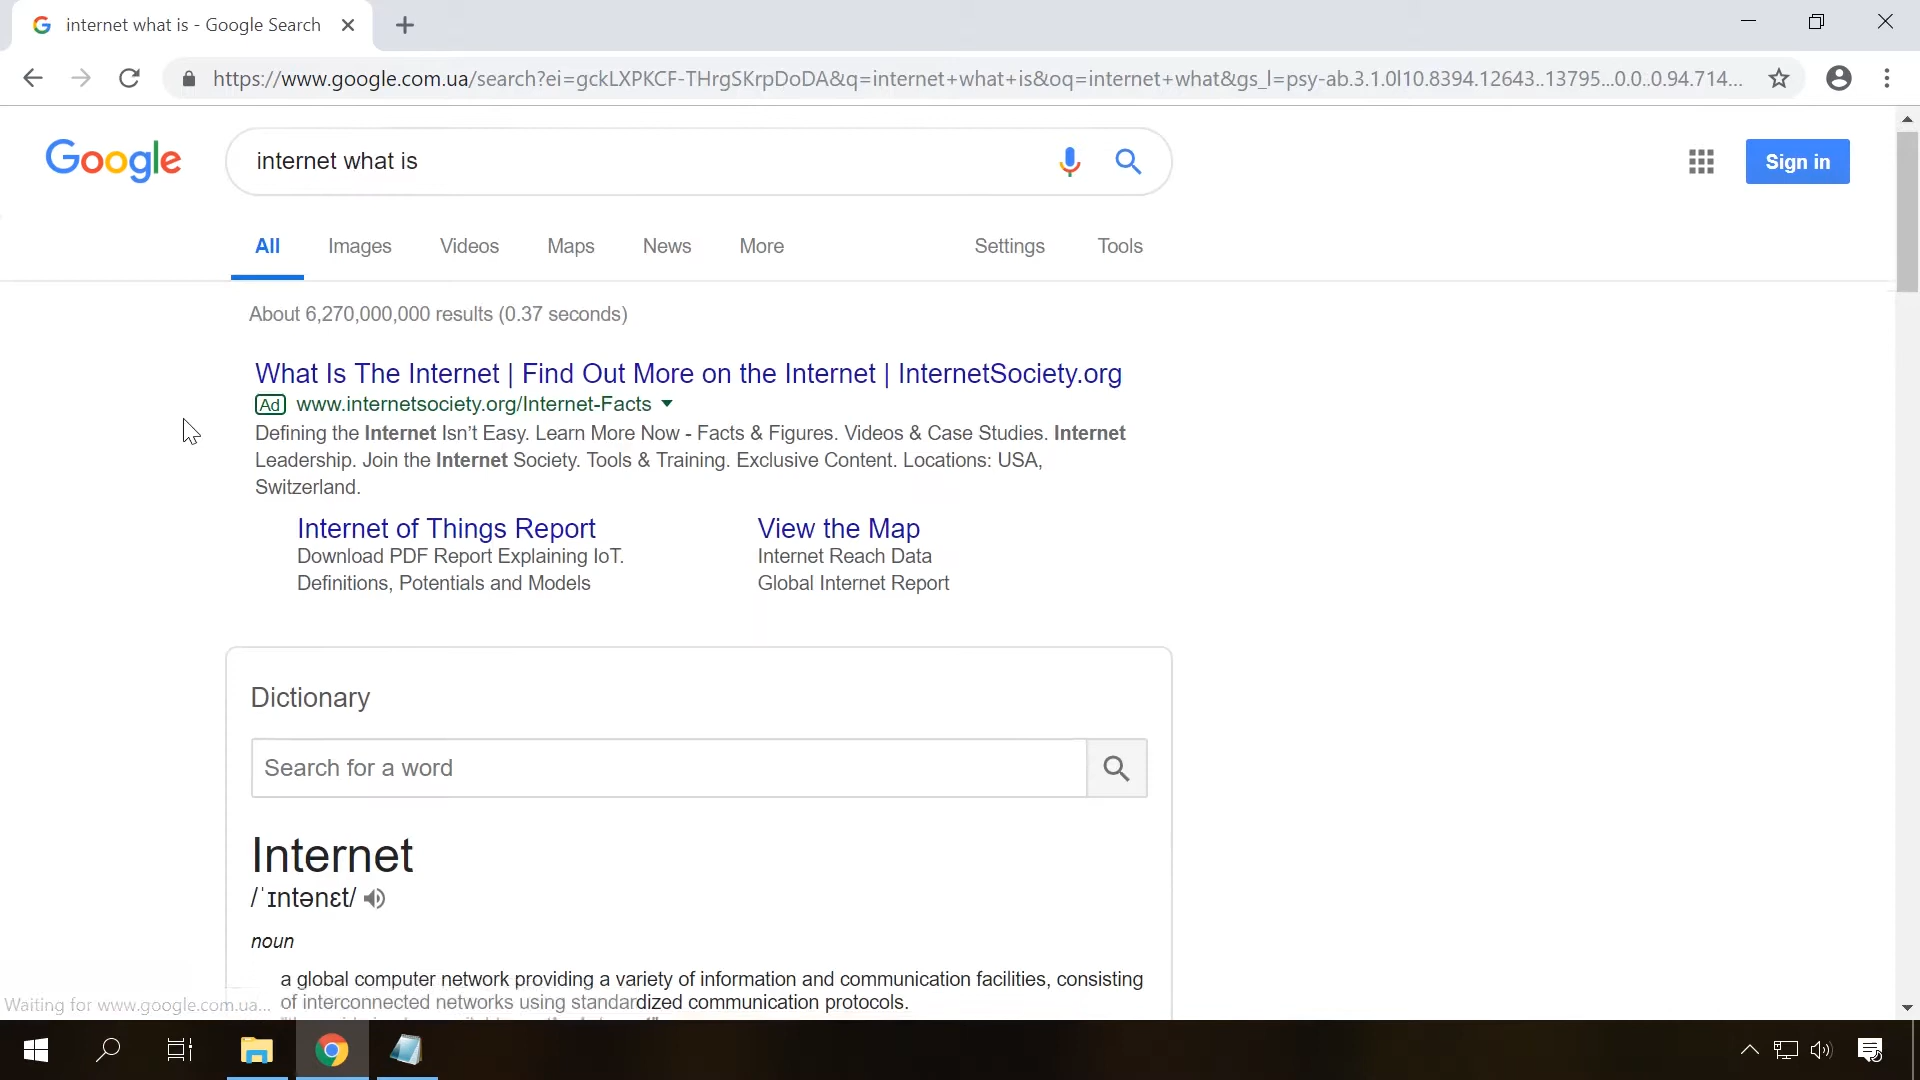 internet what is - Google Search
https://www.google.com.ua/search?ei=gckLXPKCF-THrgSKrpDoDA&q=internet+what+is&oq=internet+what&gs_l=psy-ab.3.1.0l10.8394.12643..13795...0.0..0.94.714...
Google
internet what is
Sign in
All Images Videos Maps News More Settings Tools
About 6,270,000,000 results (0.37 seconds)
What Is The Internet | Find Out More on the Internet | InternetSociety.org
Ad www.internetsociety.org/Internet-Facts
Defining the Internet Isn't Easy. Learn More Now - Facts & Figures. Videos & Case Studies. Internet
Leadership. Join the Internet Society. Tools & Training. Exclusive Content. Locations: USA,
Switzerland.
Internet of Things Report
Download PDF Report Explaining IoT.
Definitions, Potentials and Models
View the Map
Internet Reach Data
Global Internet Report
Dictionary
Search for a word
Internet
/ˈɪntənɛt/
noun
a global computer network providing a variety of information and communication facilities, consisting
of interconnected networks using standardized communication protocols.
Waiting for www.google.com.ua...